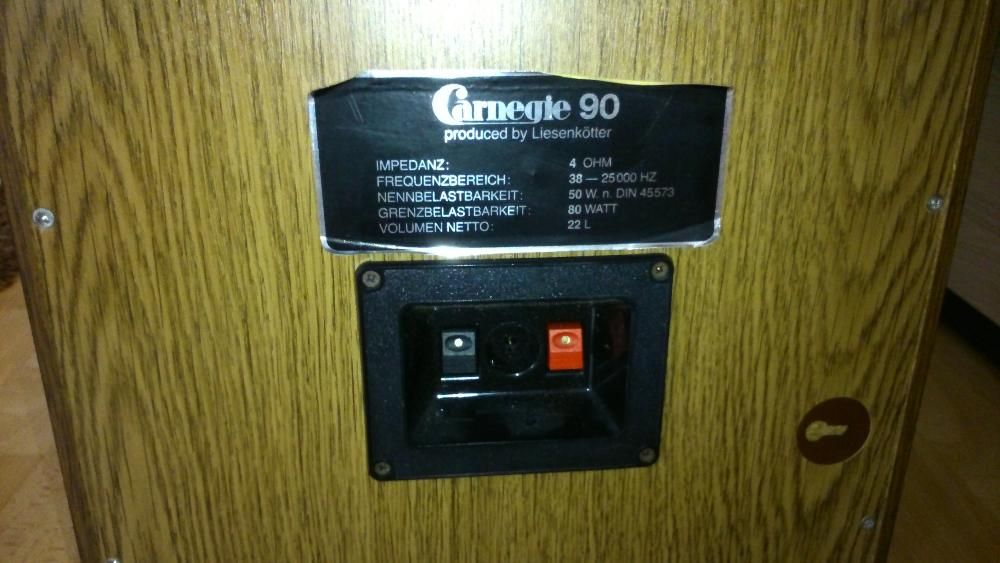 Carnegie 90
produced by Liesenkötter
IMPEDANZ: 4 OHM
FREQUENZBEREICH: 38 — 25000 HZ
NENNBELASTBARKEIT: 50 W. n. DIN 45573
GRENZBELASTBARKEIT: 80 WATT
VOLUMEN NETTO: 22 L